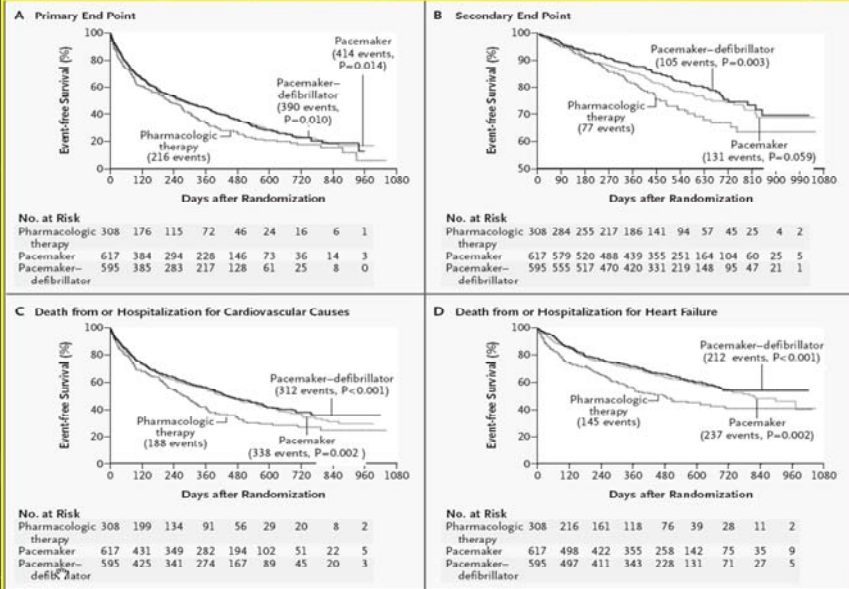 A Primary End Point
Event-free Survival (%)
100
80
60
40
20
0
Pacemaker
(414 events,
P=0.014)
Pacemaker–
defibrillator
(390 events,
P=0.010)
Pharmacologic
therapy
(216 events)
0 120 240 360 480 600 720 840 960 1080
Days after Randomization
No. at Risk
Pharmacologic 308 176 115 72 46 24 16 6 1
therapy
Pacemaker 617 384 294 228 146 73 36 14 3
Pacemaker– 595 385 283 217 128 61 25 8 0
defibrillator
B Secondary End Point
Event-free Survival (%)
100
90
80
70
60
50
Pacemaker–defibrillator
(105 events, P=0.003)
Pharmacologic
therapy
(77 events)
Pacemaker
(131 events, P=0.059)
0 90 180 270 360 450 540 630 720 810 900 990 1080
Days after Randomization
No. at Risk
Pharmacologic 308 284 255 217 186 141 94 57 45 25 4 2
therapy
Pacemaker 617 579 520 488 439 355 251 164 104 60 25 5
Pacemaker– 595 555 517 470 420 331 219 148 95 47 21 1
defibrillator
C Death from or Hospitalization for Cardiovascular Causes
Event-free Survival (%)
100
80
60
40
20
0
Pacemaker–defibrillator
(312 events, P<0.001)
Pharmacologic
therapy
(188 events)
Pacemaker
(338 events, P=0.002 )
0 120 240 360 480 600 720 840 960 1080
Days after Randomization
No. at Risk
Pharmacologic 308 199 134 91 56 29 20 8 2
therapy
Pacemaker 617 431 349 282 194 102 51 22 5
Pacemaker– 595 425 341 274 167 89 45 20 3
defibrillator
D Death from or Hospitalization for Heart Failure
Event-free Survival (%)
100
80
60
40
20
0
Pacemaker–defibrillator
(212 events, P<0.001)
Pharmacologic
therapy
(145 events)
Pacemaker
(237 events, P=0.002)
0 120 240 360 480 600 720 840 960 1080
Days after Randomization
No. at Risk
Pharmacologic 308 216 161 118 76 39 28 11 2
therapy
Pacemaker 617 498 422 355 258 142 75 35 9
Pacemaker– 595 497 411 343 228 131 71 27 5
defibrillator